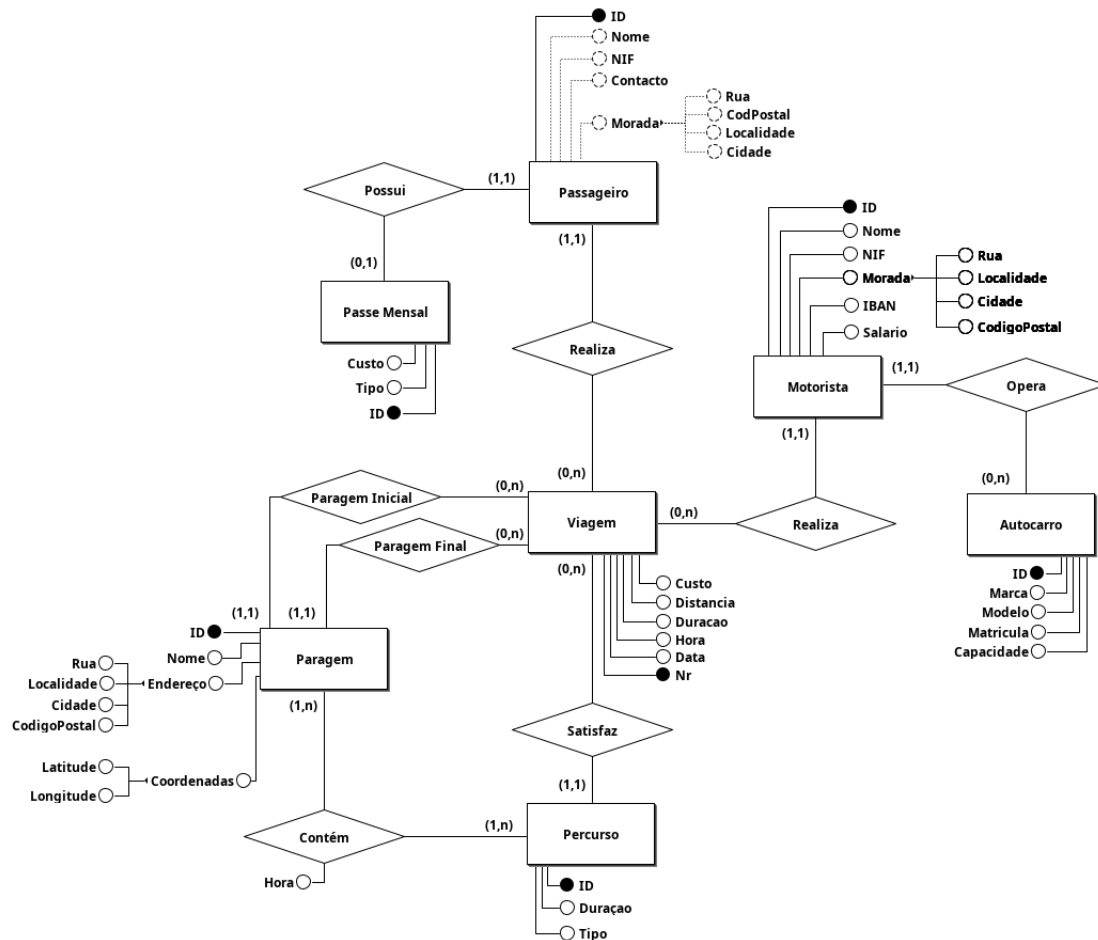 ID
Nome
NIF
Contacto
Morada
Rua
CodPostal
Localidade
Cidade
Possui
(1,1)
Passageiro
(1,1)
(0,1)
Passe Mensal
Custo
Tipo
ID
Realiza
ID
Nome
NIF
Morada
IBAN
Salario
Rua
Localidade
Cidade
CodigoPostal
Motorista
(1,1)
Opera
(1,1)
(0,n)
Paragem Inicial
(0,n)
Viagem
(0,n)
Realiza
(0,n)
Autocarro
Paragem Final
(0,n)
(0,n)
ID
Marca
Modelo
Matricula
Capacidade
Custo
Distancia
Duracao
Hora
Data
Nr
(1,1)
(1,1)
ID
Nome
Endereço
Rua
Localidade
Cidade
CodigoPostal
Paragem
(1,n)
Latitude
Longitude
Coordenadas
Satisfaz
(1,1)
Contém
(1,n)
Percurso
Hora
ID
Duraçao
Tipo